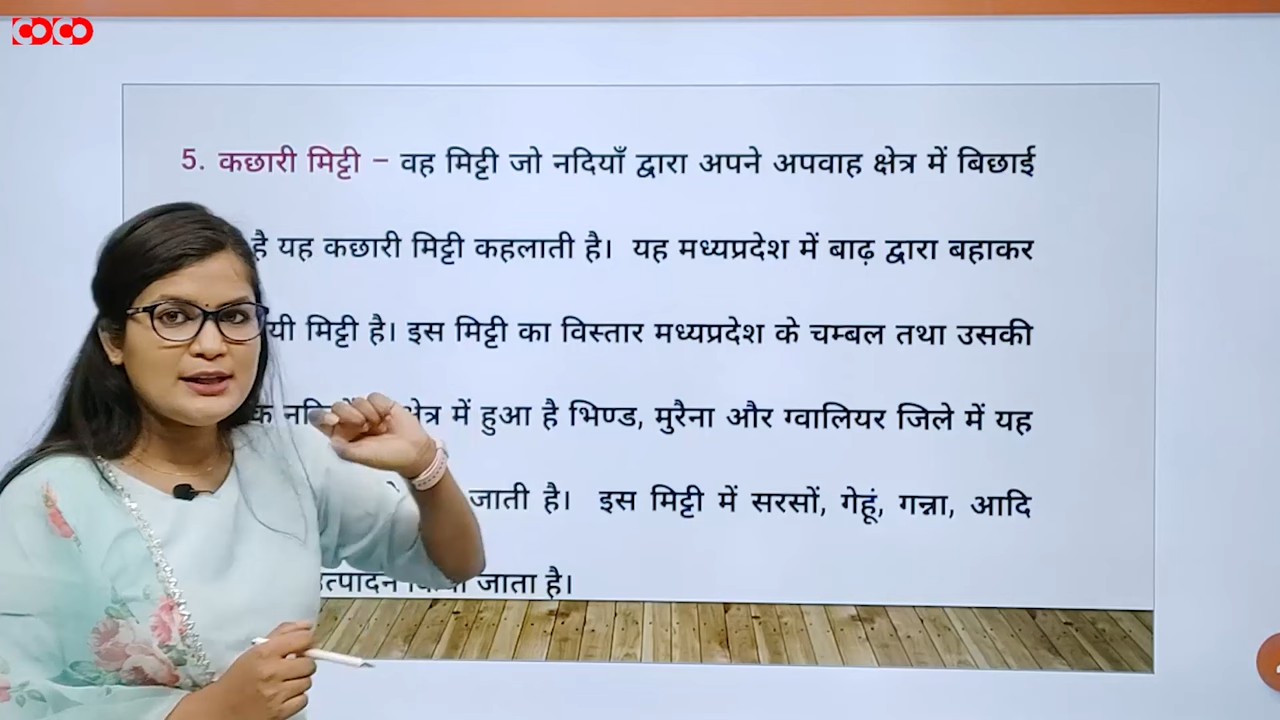 COCO
5. कछारी मिट्टी – वह मिट्टी जो नदियाँ द्वारा अपने अपवाह क्षेत्र में बिछाई
है यह कछारी मिट्टी कहलाती है। यह मध्यप्रदेश में बाढ़ द्वारा बहाकर
मिट्टी है। इस मिट्टी का विस्तार मध्यप्रदेश के चम्बल तथा उसकी
में हुआ है भिण्ड, मुरैना और ग्वालियर जिले में यह
जाती है। इस मिट्टी में सरसों, गेहूं, गन्ना, आदि
जाता है।